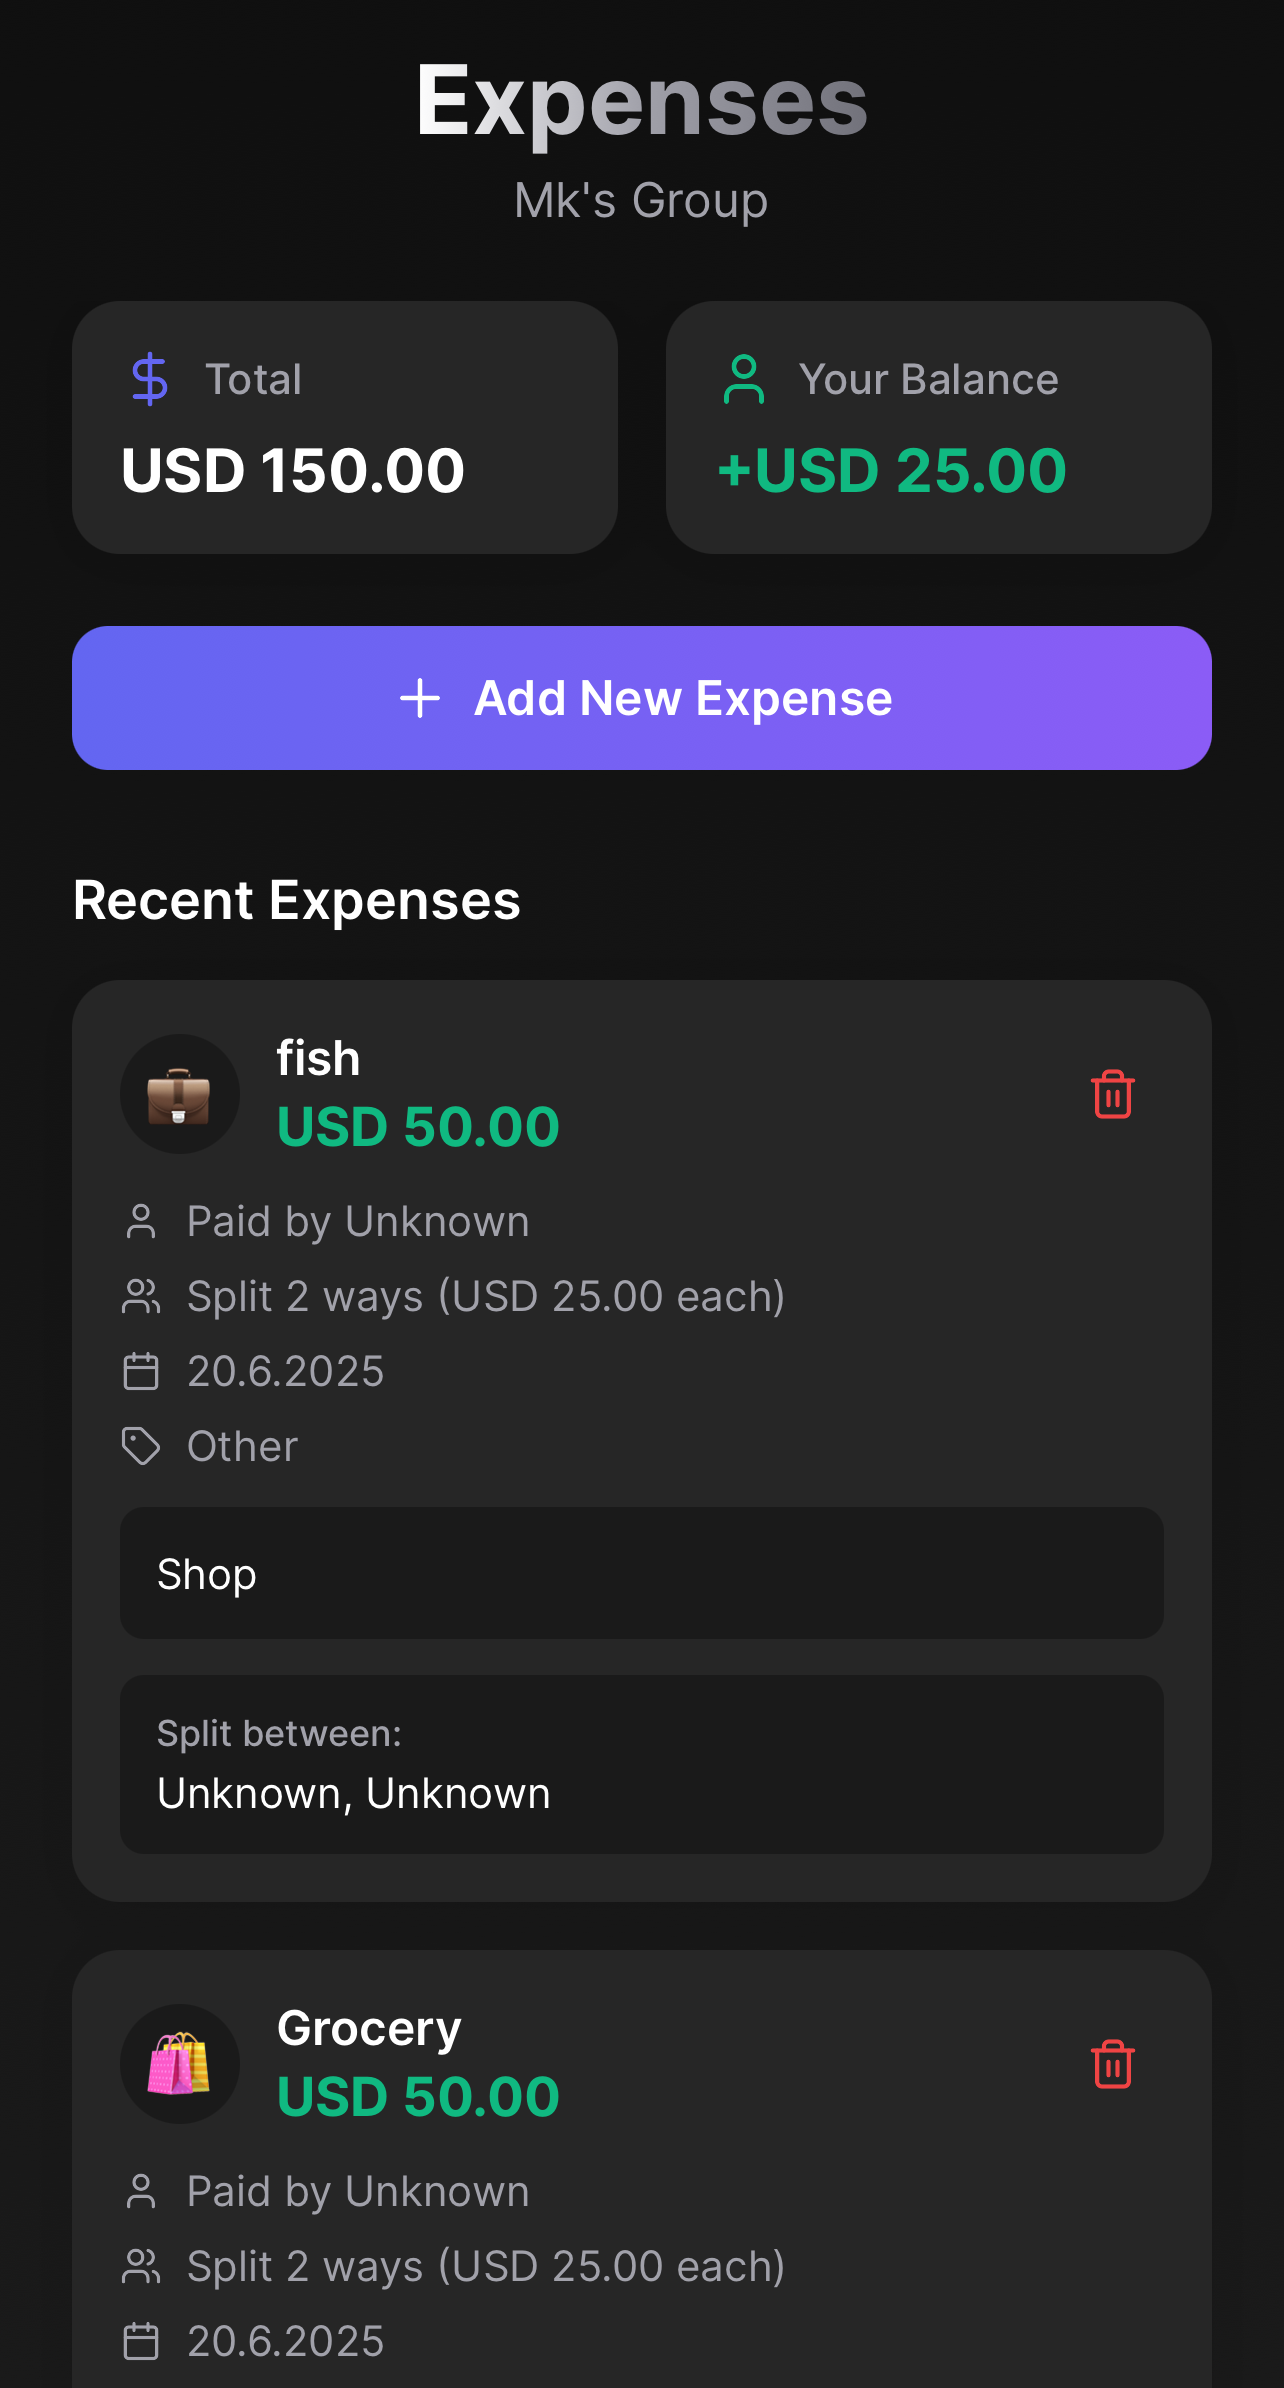 Expenses
Mk's Group
Total
USD 150.00
Your Balance
+USD 25.00
Add New Expense
Recent Expenses
fish
USD 50.00
Paid by Unknown
Split 2 ways (USD 25.00 each)
20.6.2025
Other
Shop
Split between:
Unknown, Unknown
Grocery
USD 50.00
Paid by Unknown
Split 2 ways (USD 25.00 each)
20.6.2025